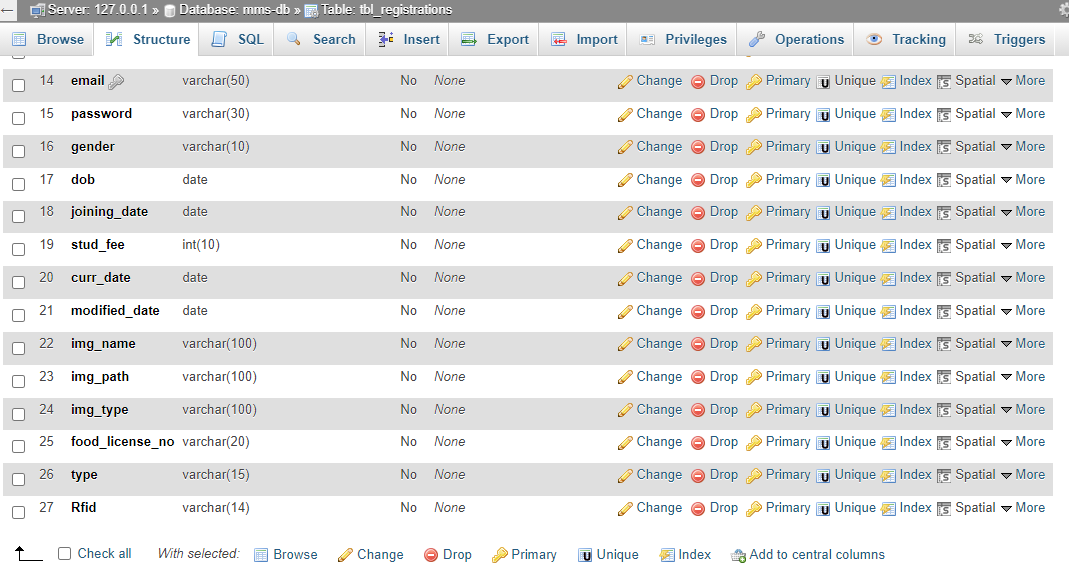 Server: 127.0.0.1 » Database: mms-db » Table: tbl_registrations
Browse Structure SQL Search Insert Export Import Privileges Operations Tracking Triggers
14 email varchar(50) No None Change Drop Primary Unique Index Spatial More
15 password varchar(30) No None Change Drop Primary Unique Index Spatial More
16 gender varchar(10) No None Change Drop Primary Unique Index Spatial More
17 dob date No None Change Drop Primary Unique Index Spatial More
18 joining_date date No None Change Drop Primary Unique Index Spatial More
19 stud_fee int(10) No None Change Drop Primary Unique Index Spatial More
20 curr_date date No None Change Drop Primary Unique Index Spatial More
21 modified_date date No None Change Drop Primary Unique Index Spatial More
22 img_name varchar(100) No None Change Drop Primary Unique Index Spatial More
23 img_path varchar(100) No None Change Drop Primary Unique Index Spatial More
24 img_type varchar(100) No None Change Drop Primary Unique Index Spatial More
25 food_license_no varchar(20) No None Change Drop Primary Unique Index Spatial More
26 type varchar(15) No None Change Drop Primary Unique Index Spatial More
27 Rfid varchar(14) No None Change Drop Primary Unique Index Spatial More
Check all With selected: Browse Change Drop Primary Unique Index Add to central columns